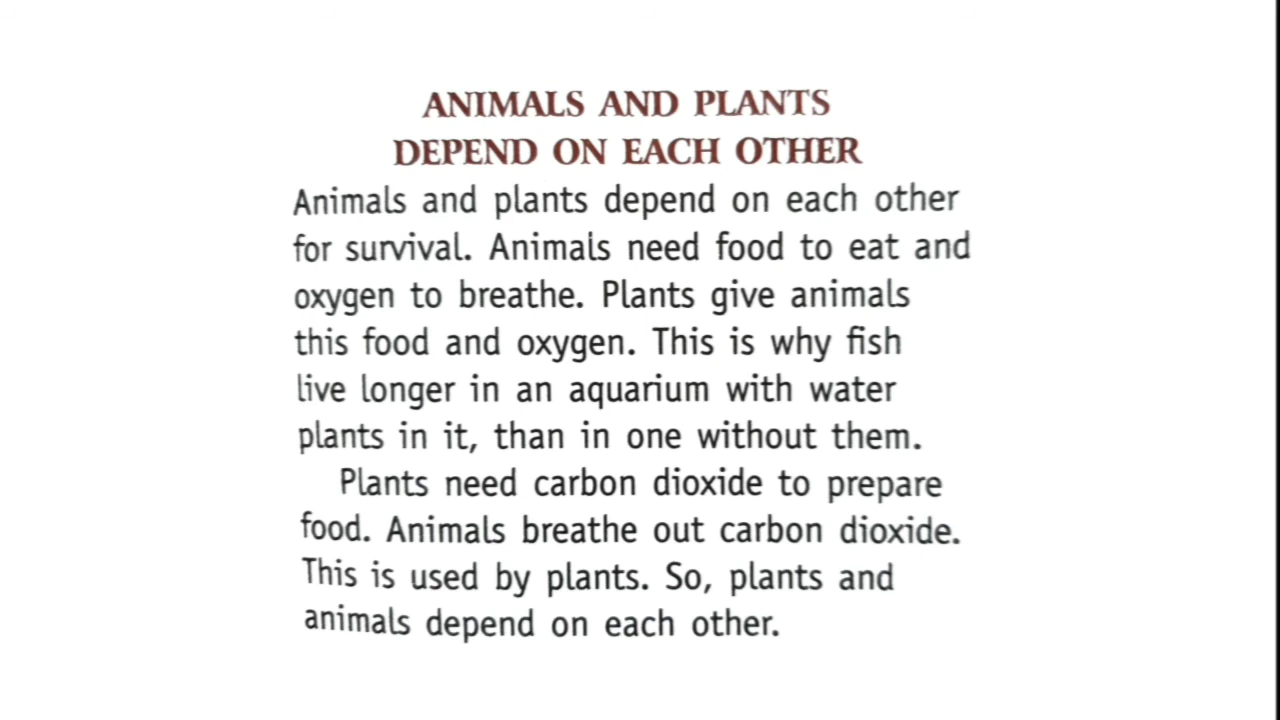 ANIMALS AND PLANTS
DEPEND ON EACH OTHER
Animals and plants depend on each other
for survival. Animals need food to eat and
oxygen to breathe. Plants give animals
this food and oxygen. This is why fish
live longer in an aquarium with water
plants in it, than in one without them.
Plants need carbon dioxide to prepare
food. Animals breathe out carbon dioxide.
This is used by plants. So, plants and
animals depend on each other.